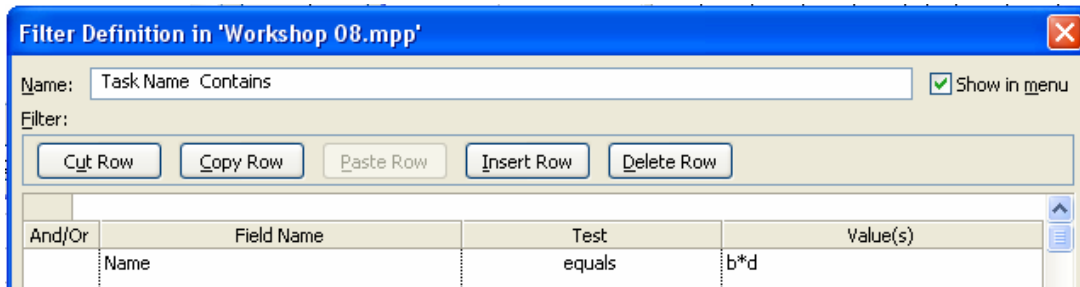 Filter Definition in 'Workshop 08.mpp'
Name: Task Name Contains Show in menu
Filter:
Cut Row Copy Row Paste Row Insert Row Delete Row
And/Or Field Name Test Value(s)
Name equals b*d